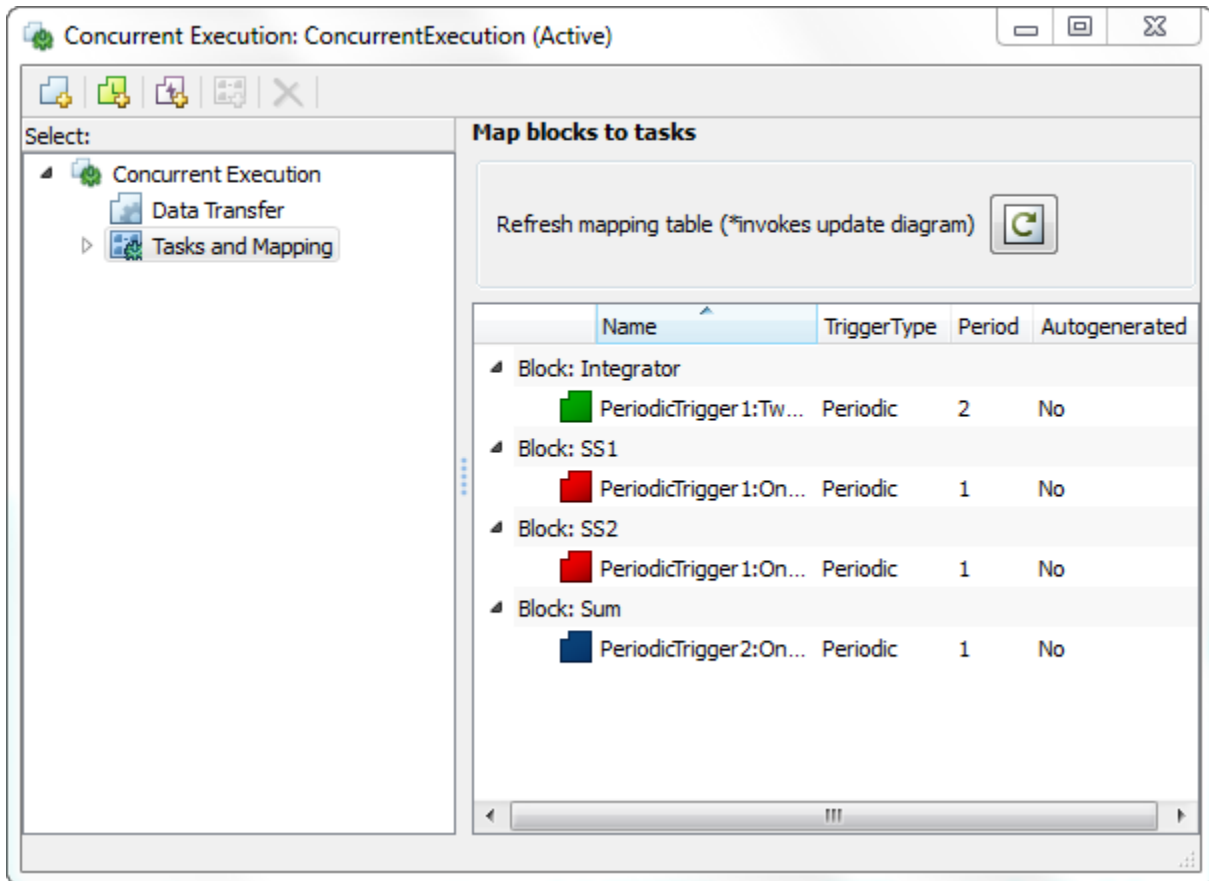 Concurrent Execution: ConcurrentExecution (Active)
Select:
Concurrent Execution
Data Transfer
Tasks and Mapping
Map blocks to tasks
Refresh mapping table (*invokes update diagram)
Name TriggerType Period Autogenerated
Block: Integrator
PeriodicTrigger1:Tw... Periodic 2 No
Block: SS1
PeriodicTrigger1:On... Periodic 1 No
Block: SS2
PeriodicTrigger1:On... Periodic 1 No
Block: Sum
PeriodicTrigger2:On... Periodic 1 No